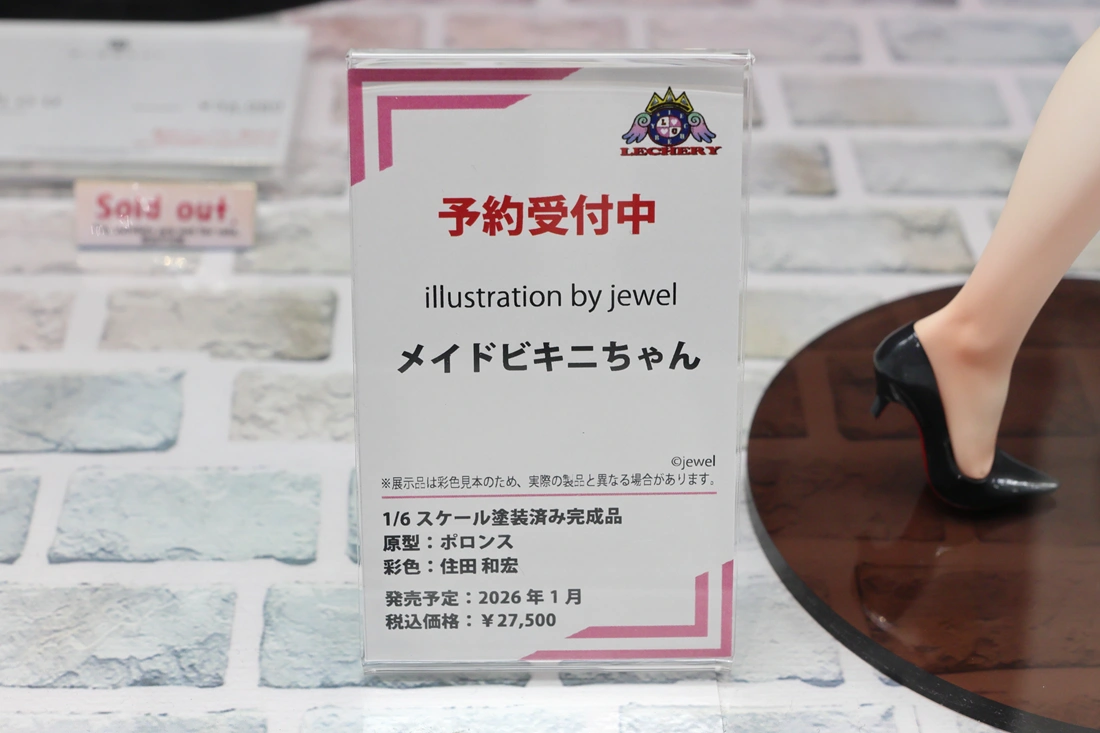 Sold out.
LECHERY
予約受付中
illustration by jewel
メイドビキニちゃん
©jewel
※展示品は彩色見本のため、実際の製品と異なる場合があります。
1/6 スケール塗装済み完成品
原型：ポロンス
彩色：住田 和宏
発売予定：2026 年 1 月
税込価格：￥27,500